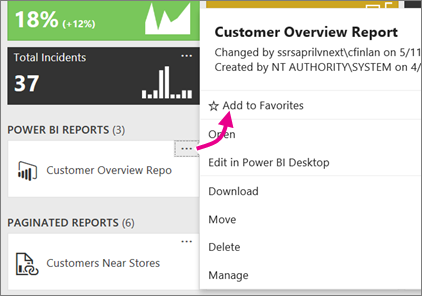 18% (+12%)
Total Incidents
37
POWER BI REPORTS (3)
Customer Overview Repo
PAGINATED REPORTS (6)
Customers Near Stores
Customer Overview Report
Changed by ssrsaprilvnext\cfinlan on 5/11
Created by NT AUTHORITY\SYSTEM on 4/
Add to Favorites
Open
Edit in Power BI Desktop
Download
Move
Delete
Manage